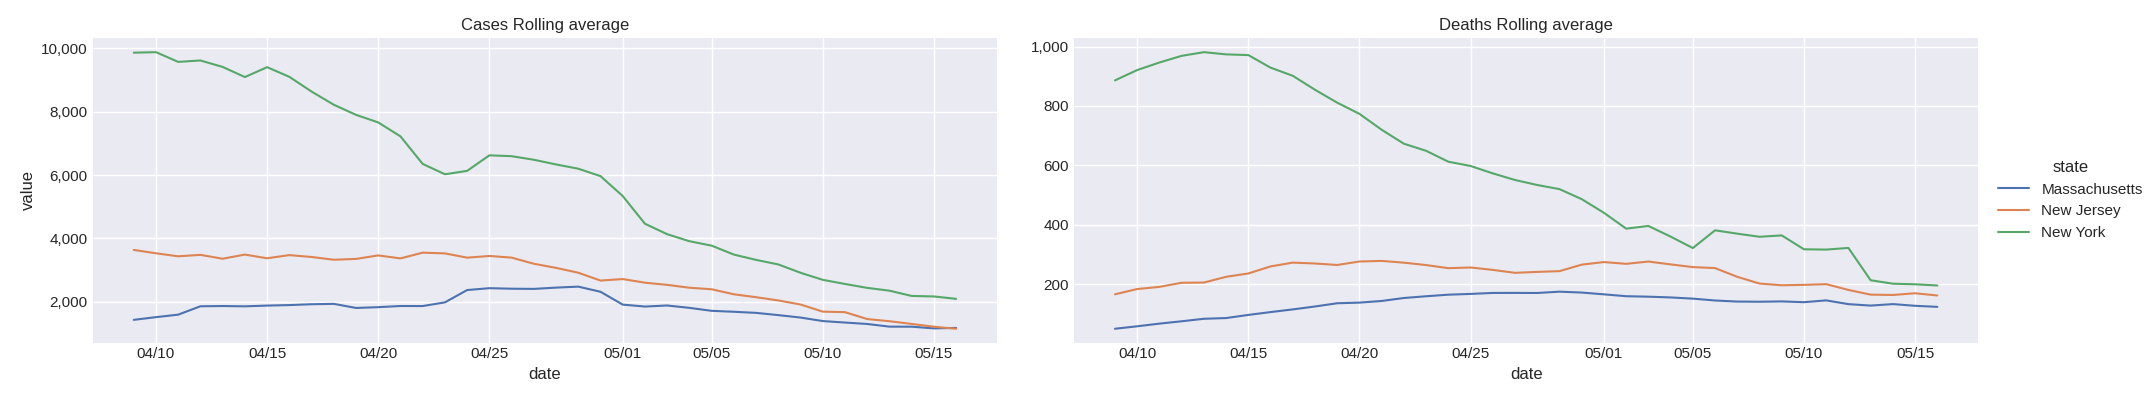 Cases Rolling average
10,000
8,000
6,000
4,000
2,000
value
04/10 04/15 04/20 04/25 05/01 05/05 05/10 05/15
date
Deaths Rolling average
1,000
800
600
400
200
04/10 04/15 04/20 04/25 05/01 05/05 05/10 05/15
date
state
Massachusetts
New Jersey
New York